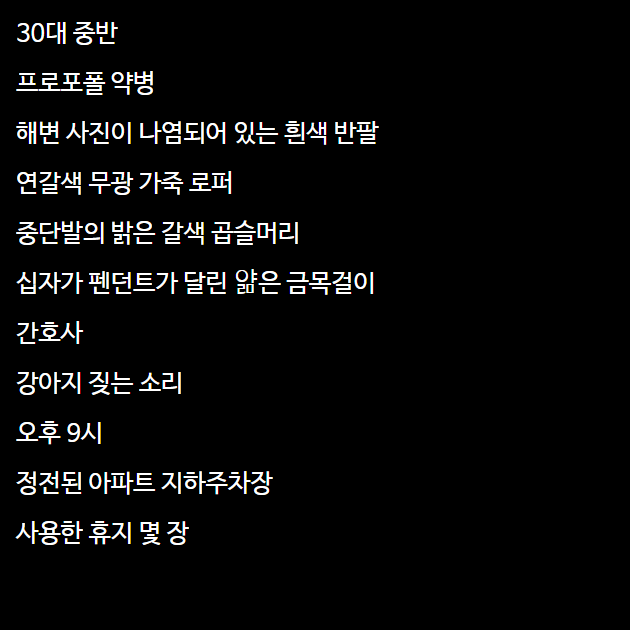 30대 중반
프로포폴 약병
해변 사진이 나염되어 있는 흰색 반팔
연갈색 무광 가죽 로퍼
중단발의 밝은 갈색 곱슬머리
십자가 펜던트가 달린 얆은 금목걸이
간호사
강아지 짖는 소리
오후 9시
정전된 아파트 지하주차장
사용한 휴지 몇 장